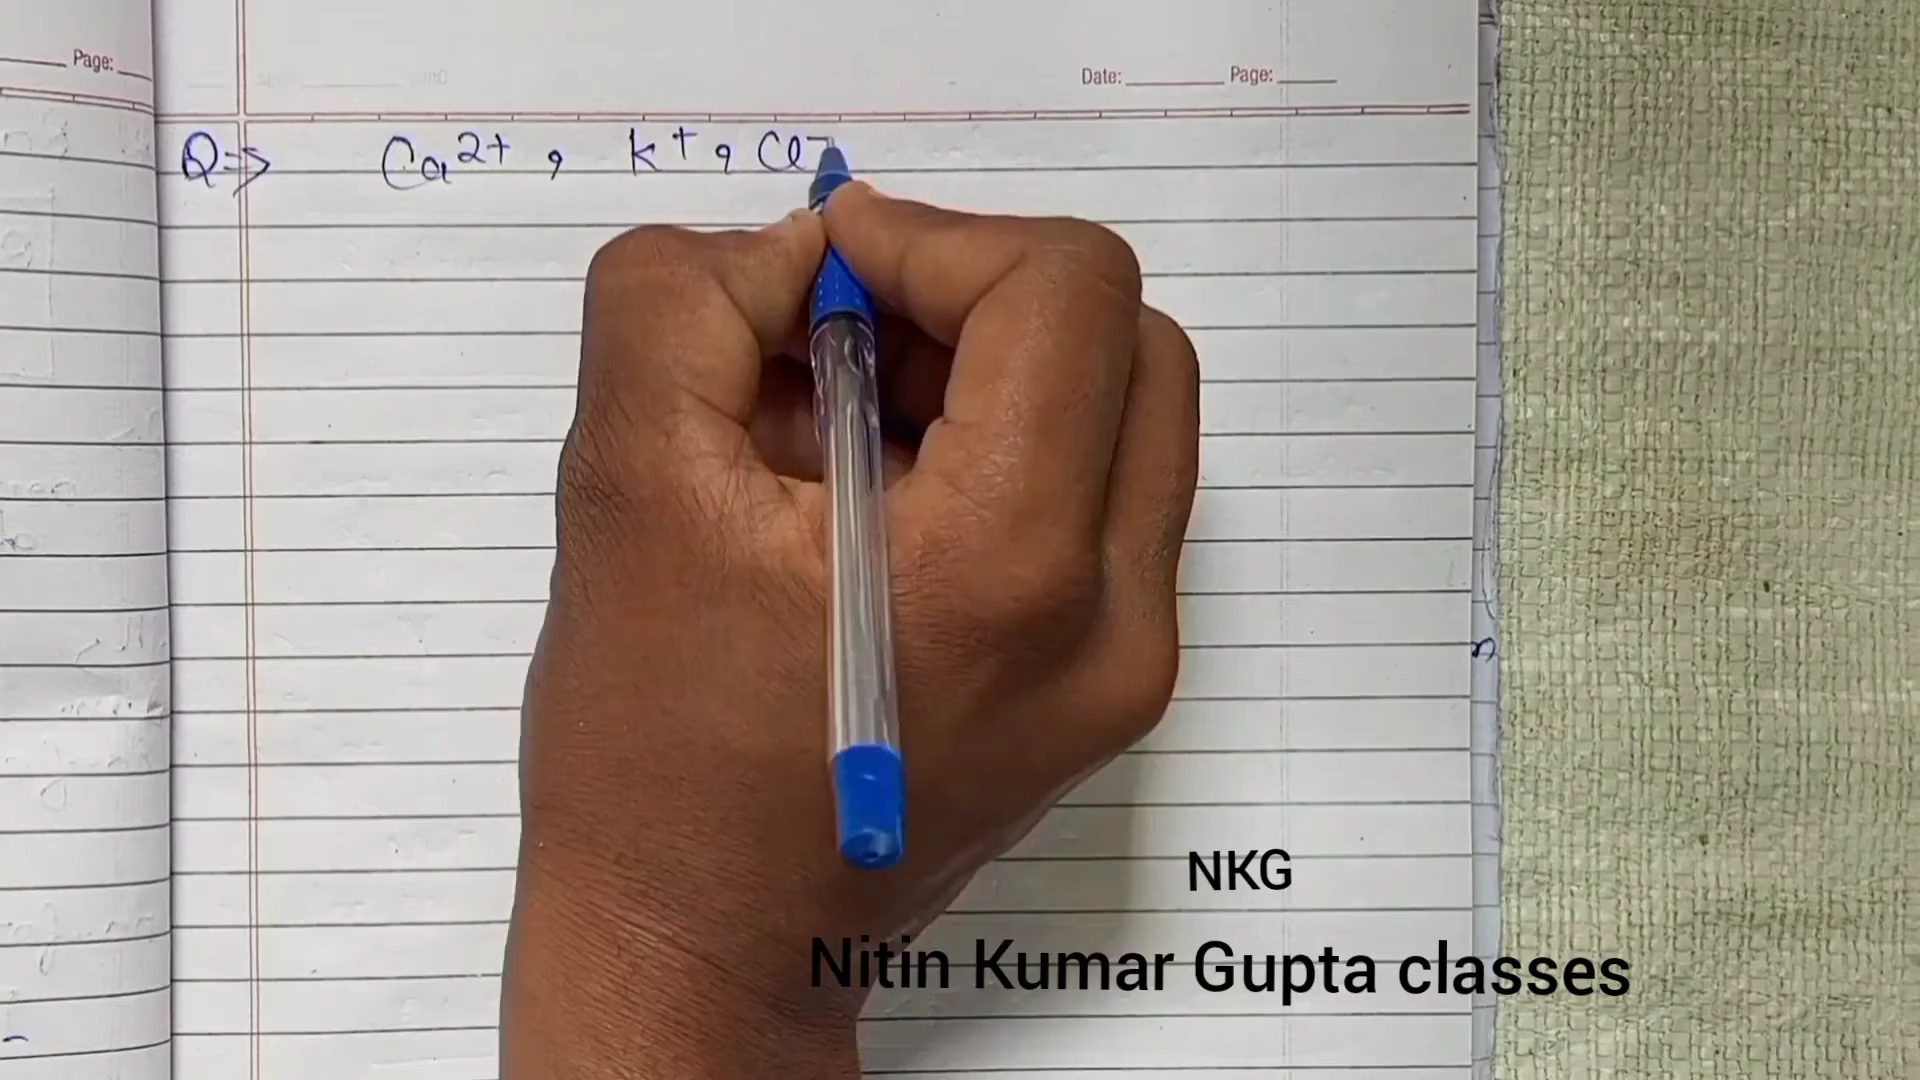 Page:
Date: Page:
Q⇒ Ca²⁺, k⁺, Cl⁻
NKG
Nitin Kumar Gupta classes